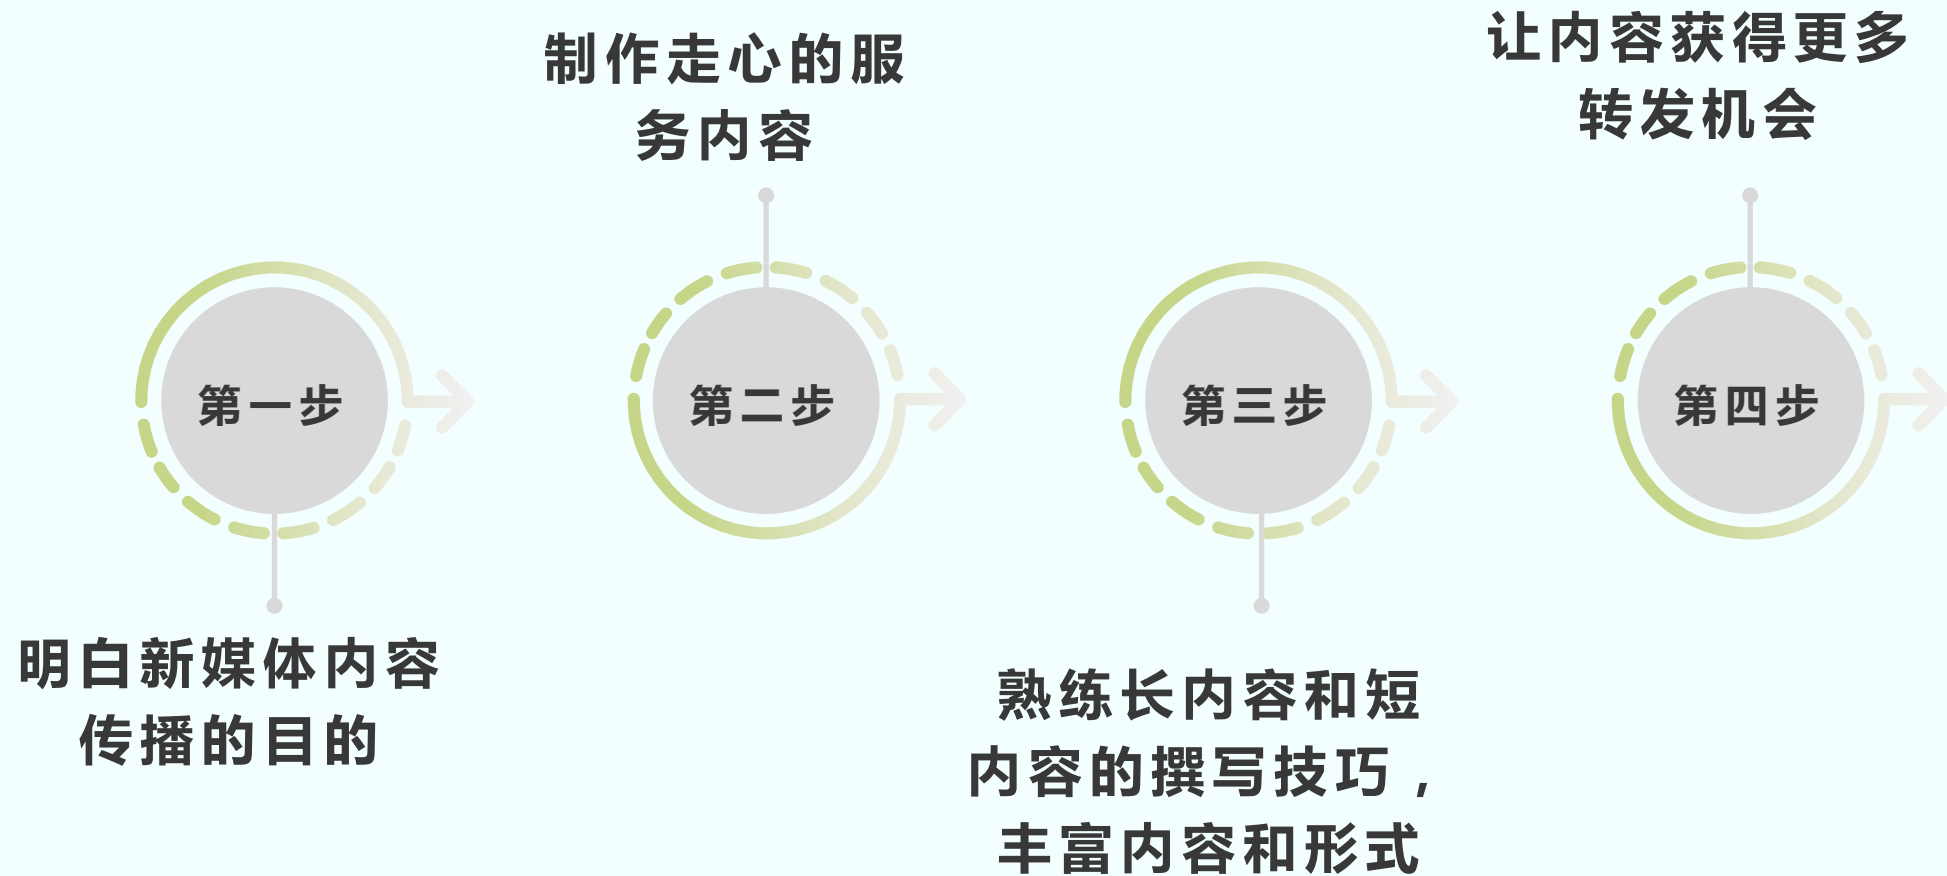 第一步
明白新媒体内容
传播的目的
制作走心的服
务内容
第二步
第三步
熟练长内容和短
内容的撰写技巧，
丰富内容和形式
让内容获得更多
转发机会
第四步